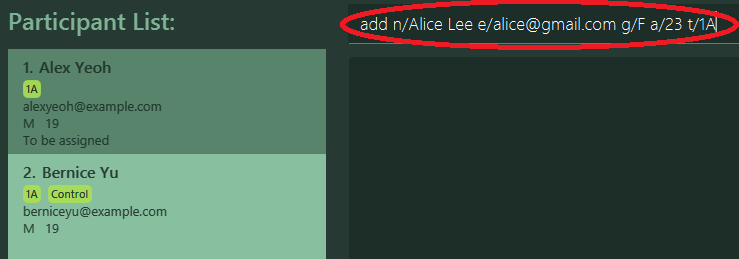 Participant List:
add n/Alice Lee e/alice@gmail.com g/F a/23 t/1A
1. Alex Yeoh
1A
alexyeoh@example.com
M 19
To be assigned
2. Bernice Yu
1A Control
berniceyu@example.com
M 19